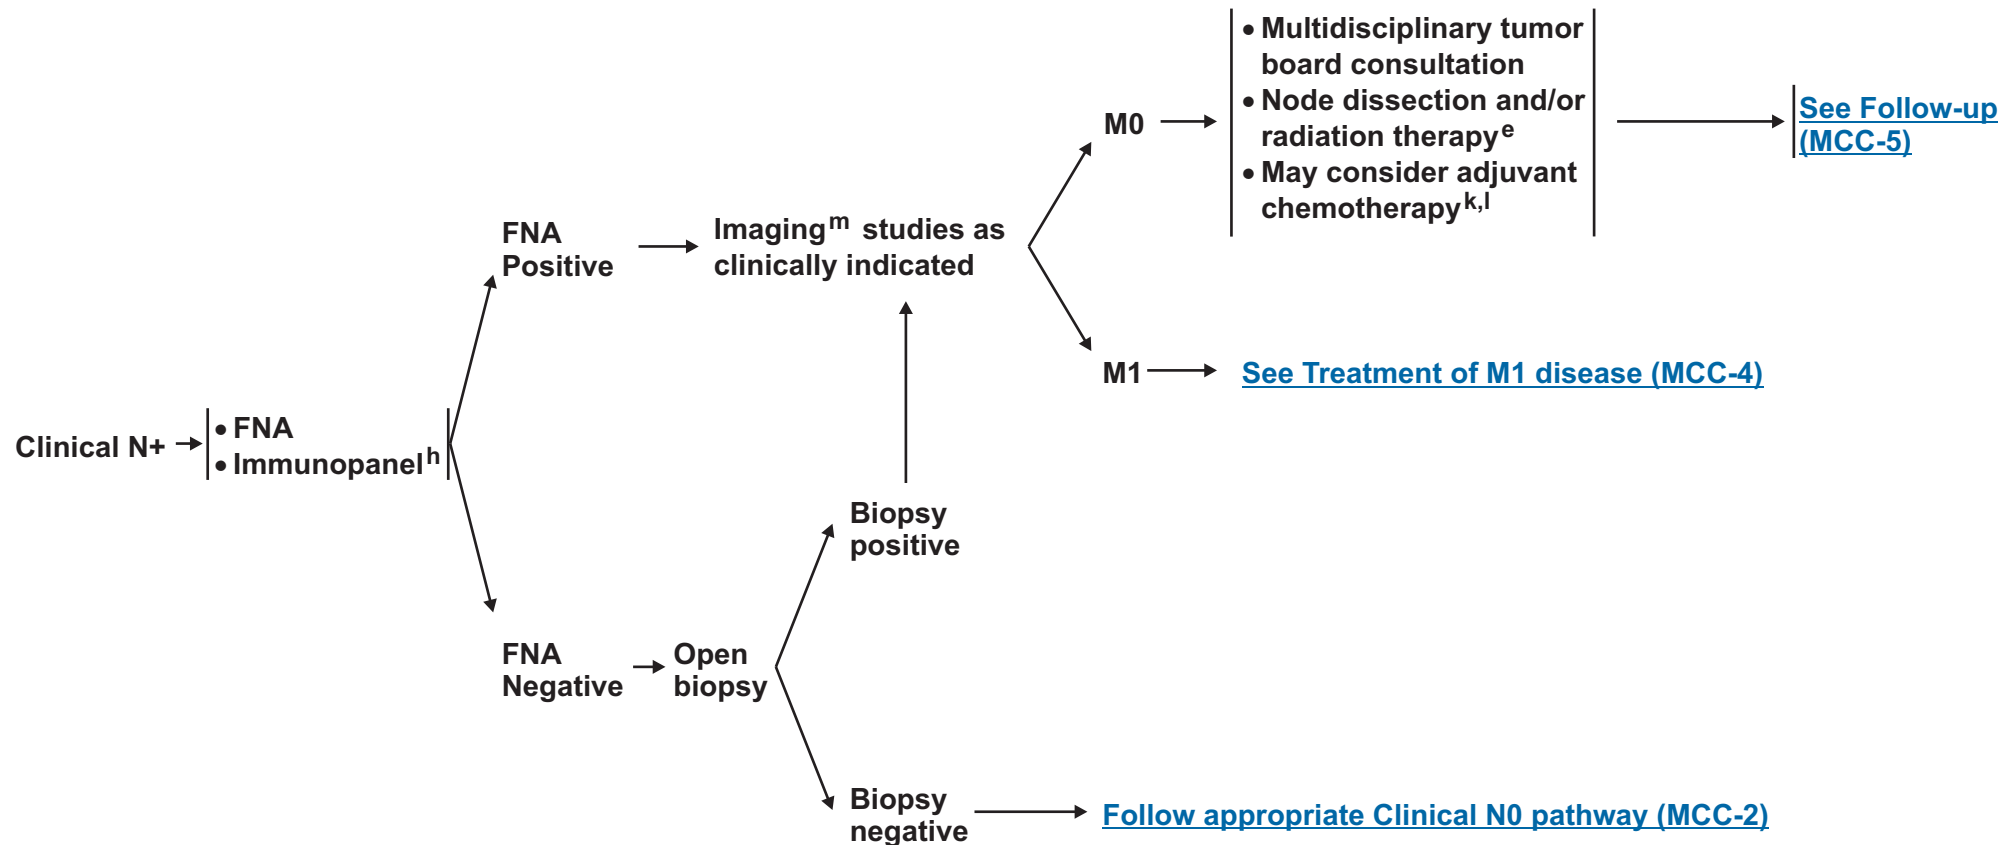 • Multidisciplinary tumor
board consultation
• Node dissection and/or
radiation therapy e
• May consider adjuvant
chemotherapy k,l
M0
See Follow-up
(MCC-5)
FNA
Positive
Imaging m studies as
clinically indicated
M1
See Treatment of M1 disease (MCC-4)
Clinical N+
• FNA
• Immunopanel h
Biopsy
positive
FNA
Negative
Open
biopsy
Biopsy
negative
Follow appropriate Clinical N0 pathway (MCC-2)